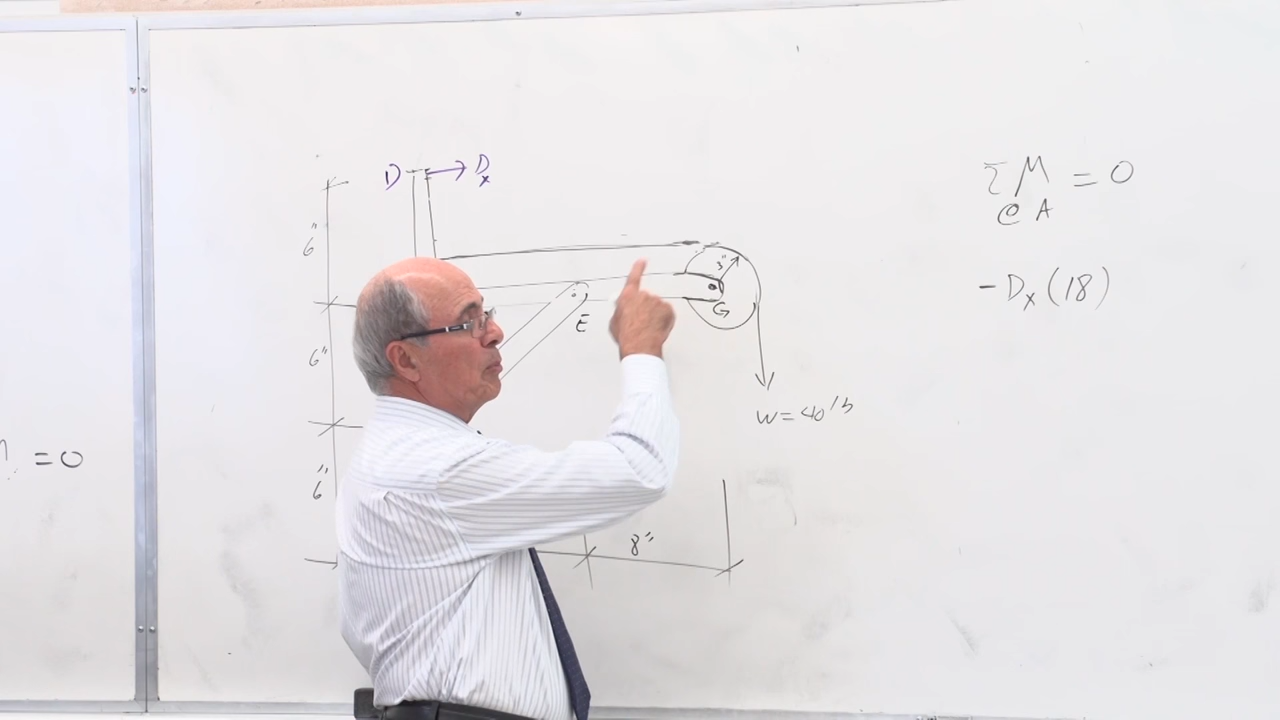 D
Dx
6"
6"
6"
3"
G
E
W=40 lb
8"
ΣM = 0
@ A
-Dx (18)
=0